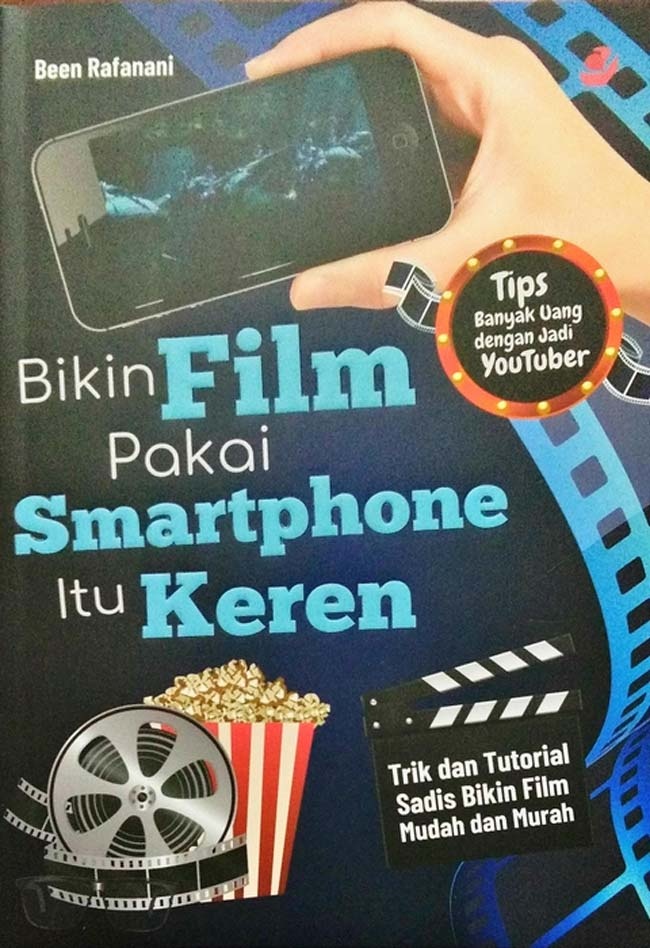 Been Rafanani
Tips
Banyak Uang
dengan Jadi
YouTuber
Bikin Film
Pakai
Smartphone
Itu Keren
Trik dan Tutorial
Sadis Bikin Film
Mudah dan Murah